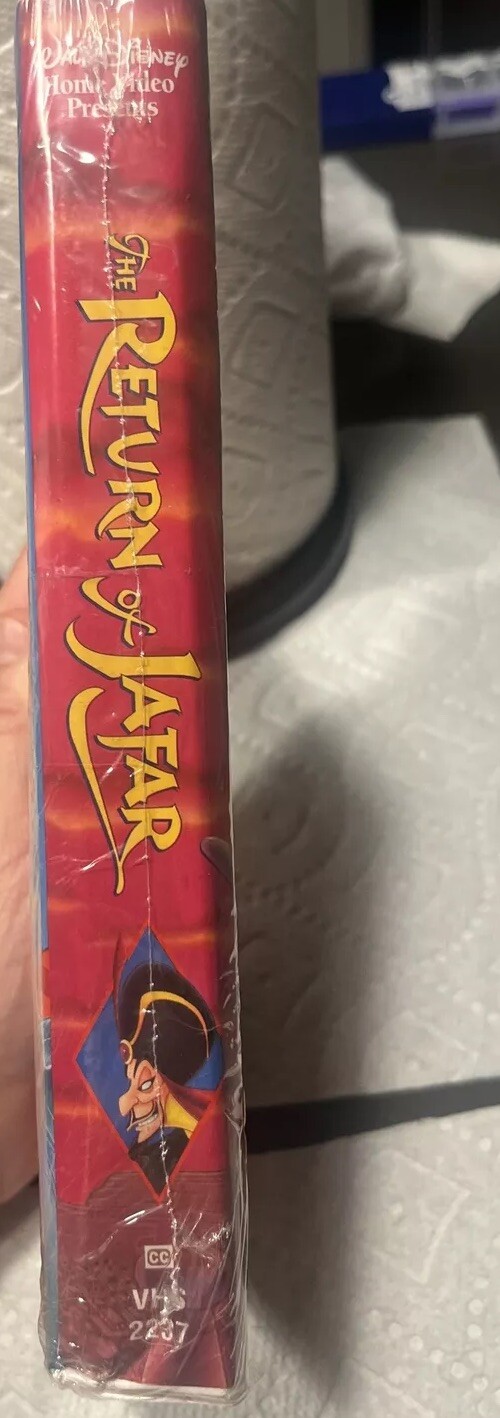 WALT DISNEY
Home Video
Presents
THE RETURN of JAFAR
CC
VHS
2237